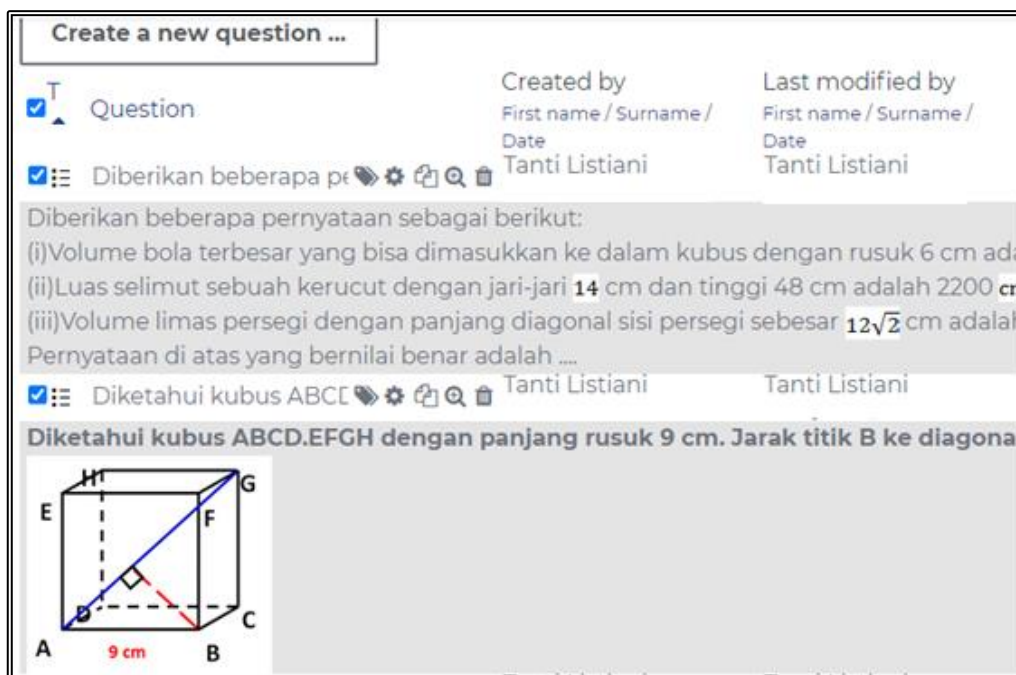 Create a new question ...
T
Question
Created by
First name / Surname /
Date
Last modified by
First name / Surname /
Date
Diberikan beberapa pe
Tanti Listiani
Tanti Listiani
Diberikan beberapa pernyataan sebagai berikut:
(i)Volume bola terbesar yang bisa dimasukkan ke dalam kubus dengan rusuk 6 cm ada
(ii)Luas selimut sebuah kerucut dengan jari-jari 14 cm dan tinggi 48 cm adalah 2200 cm
(iii)Volume limas persegi dengan panjang diagonal sisi persegi sebesar 12√2 cm adalah
Pernyataan di atas yang bernilai benar adalah ....
Diketahui kubus ABCD
Tanti Listiani
Tanti Listiani
Diketahui kubus ABCD.EFGH dengan panjang rusuk 9 cm. Jarak titik B ke diagona
H
G
E
F
D
C
A
9 cm
B